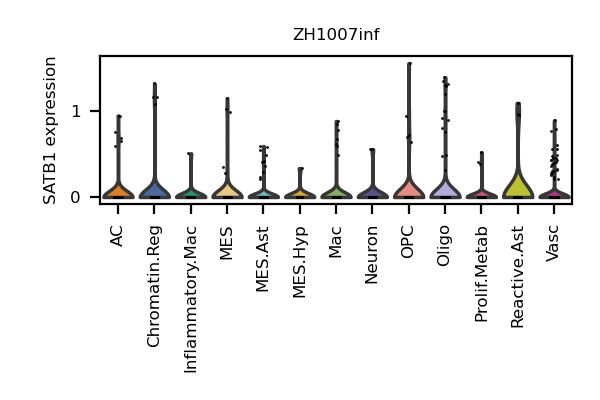 ZH1007inf
SATB1 expression
1
0
AC
Chromatin.Reg
Inflammatory.Mac
MES
MES.Ast
MES.Hyp
Mac
Neuron
OPC
Oligo
Prolif.Metab
Reactive.Ast
Vasc